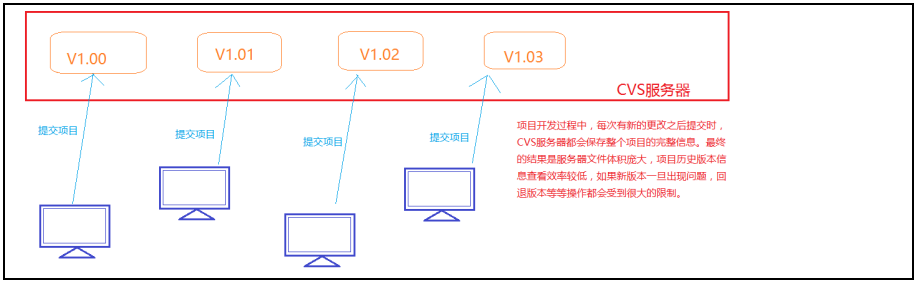 V1.00
V1.01
V1.02
V1.03
CVS服务器
提交项目
提交项目
提交项目
提交项目
项目开发过程中，每次有新的更改之后提交时，
CVS服务器都会保存整个项目的完整信息。最终
的结果是服务器文件体积庞大，项目历史版本信
息查看效率较低，如果新版本一旦出现问题，回
退版本等等操作都会受到很大的限制。